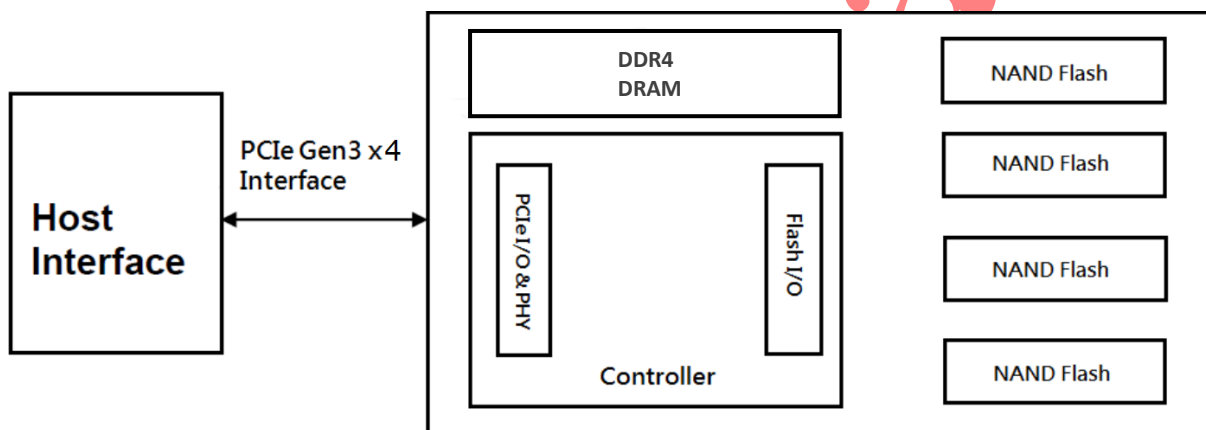 DDR4
DRAM
NAND Flash
PCIe Gen3 x4
Interface
NAND Flash
Host
Interface
PCIe I/O & PHY
Flash I/O
NAND Flash
Controller
NAND Flash